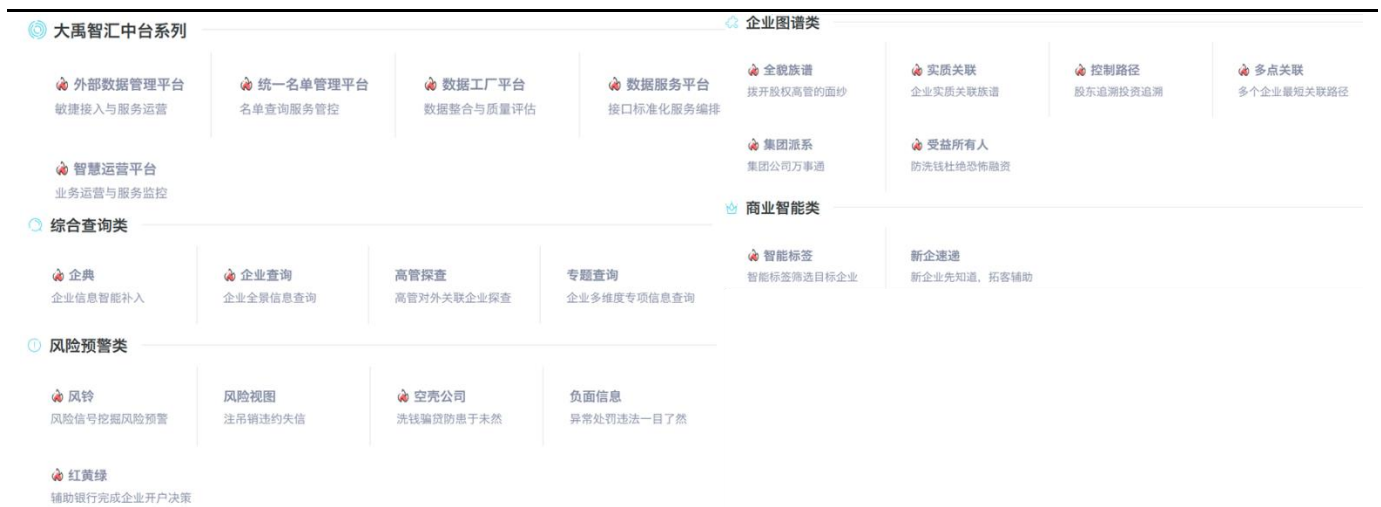 大禹智汇中台系列
外部数据管理平台
敏捷接入与服务运营
统一名单管理平台
名单查询服务管控
数据工厂平台
数据整合与质量评估
数据服务平台
接口标准化服务编排
智慧运营平台
业务运营与服务监控
综合查询类
企典
企业信息智能补入
企业查询
企业全景信息查询
高管探查
高管对外关联企业探查
专题查询
企业多维度专项信息查询
风险预警类
风铃
风险信号挖掘风险预警
风险视图
注吊销违约失信
空壳公司
洗钱骗贷防患于未然
负面信息
异常处罚违法一目了然
红黄绿
辅助银行完成企业开户决策
企业图谱类
全貌族谱
拨开股权高管的面纱
实质关联
企业实质关联族谱
控制路径
股东追溯投资追溯
多点关联
多个企业最短关联路径
集团派系
集团公司万事通
受益所有人
防洗钱杜绝恐怖融资
商业智能类
智能标签
智能标签筛选目标企业
新企速递
新企业先知道，拓客辅助